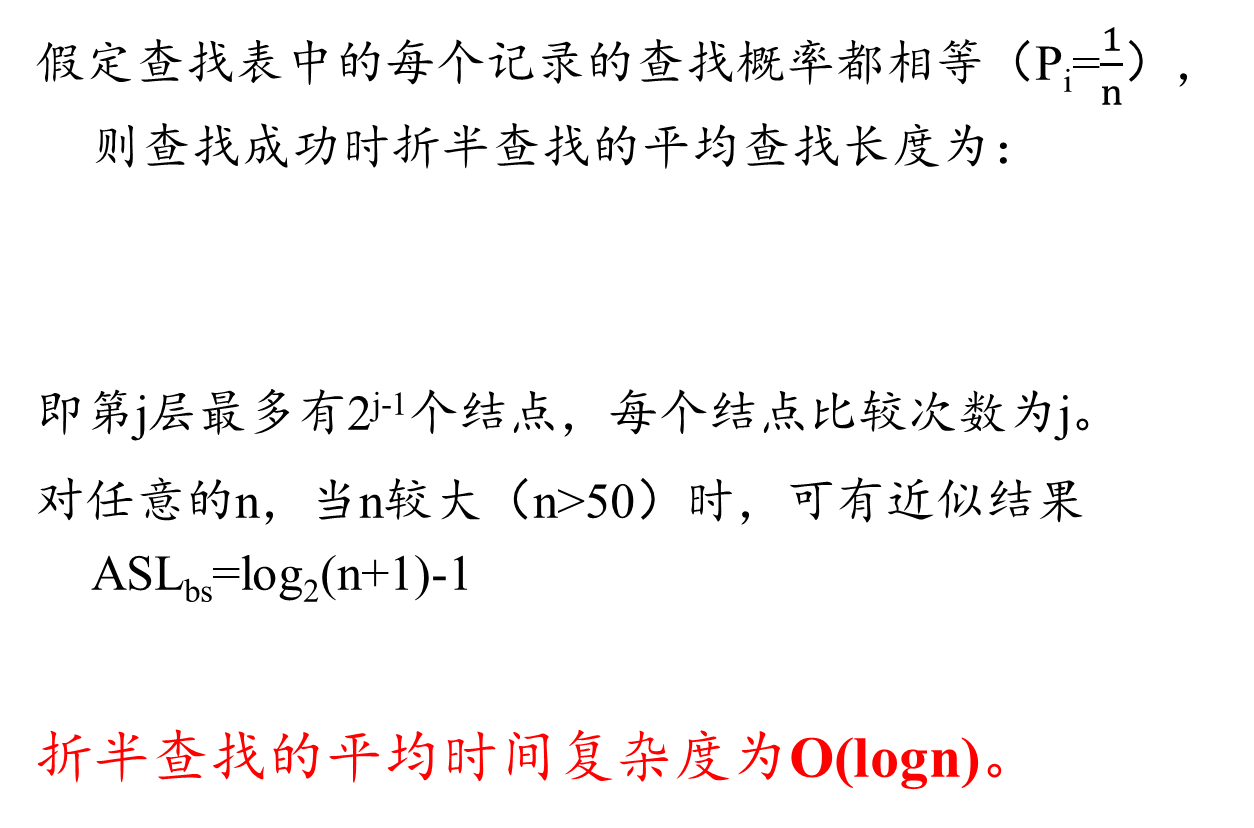 假定查找表中的每个记录的查找概率都相等（Pi=1/n），
则查找成功时折半查找的平均查找长度为：
即第j层最多有2j-1个结点，每个结点比较次数为j。
对任意的n，当n较大（n>50）时，可有近似结果
ASLbs=log2(n+1)-1
折半查找的平均时间复杂度为O(logn)。